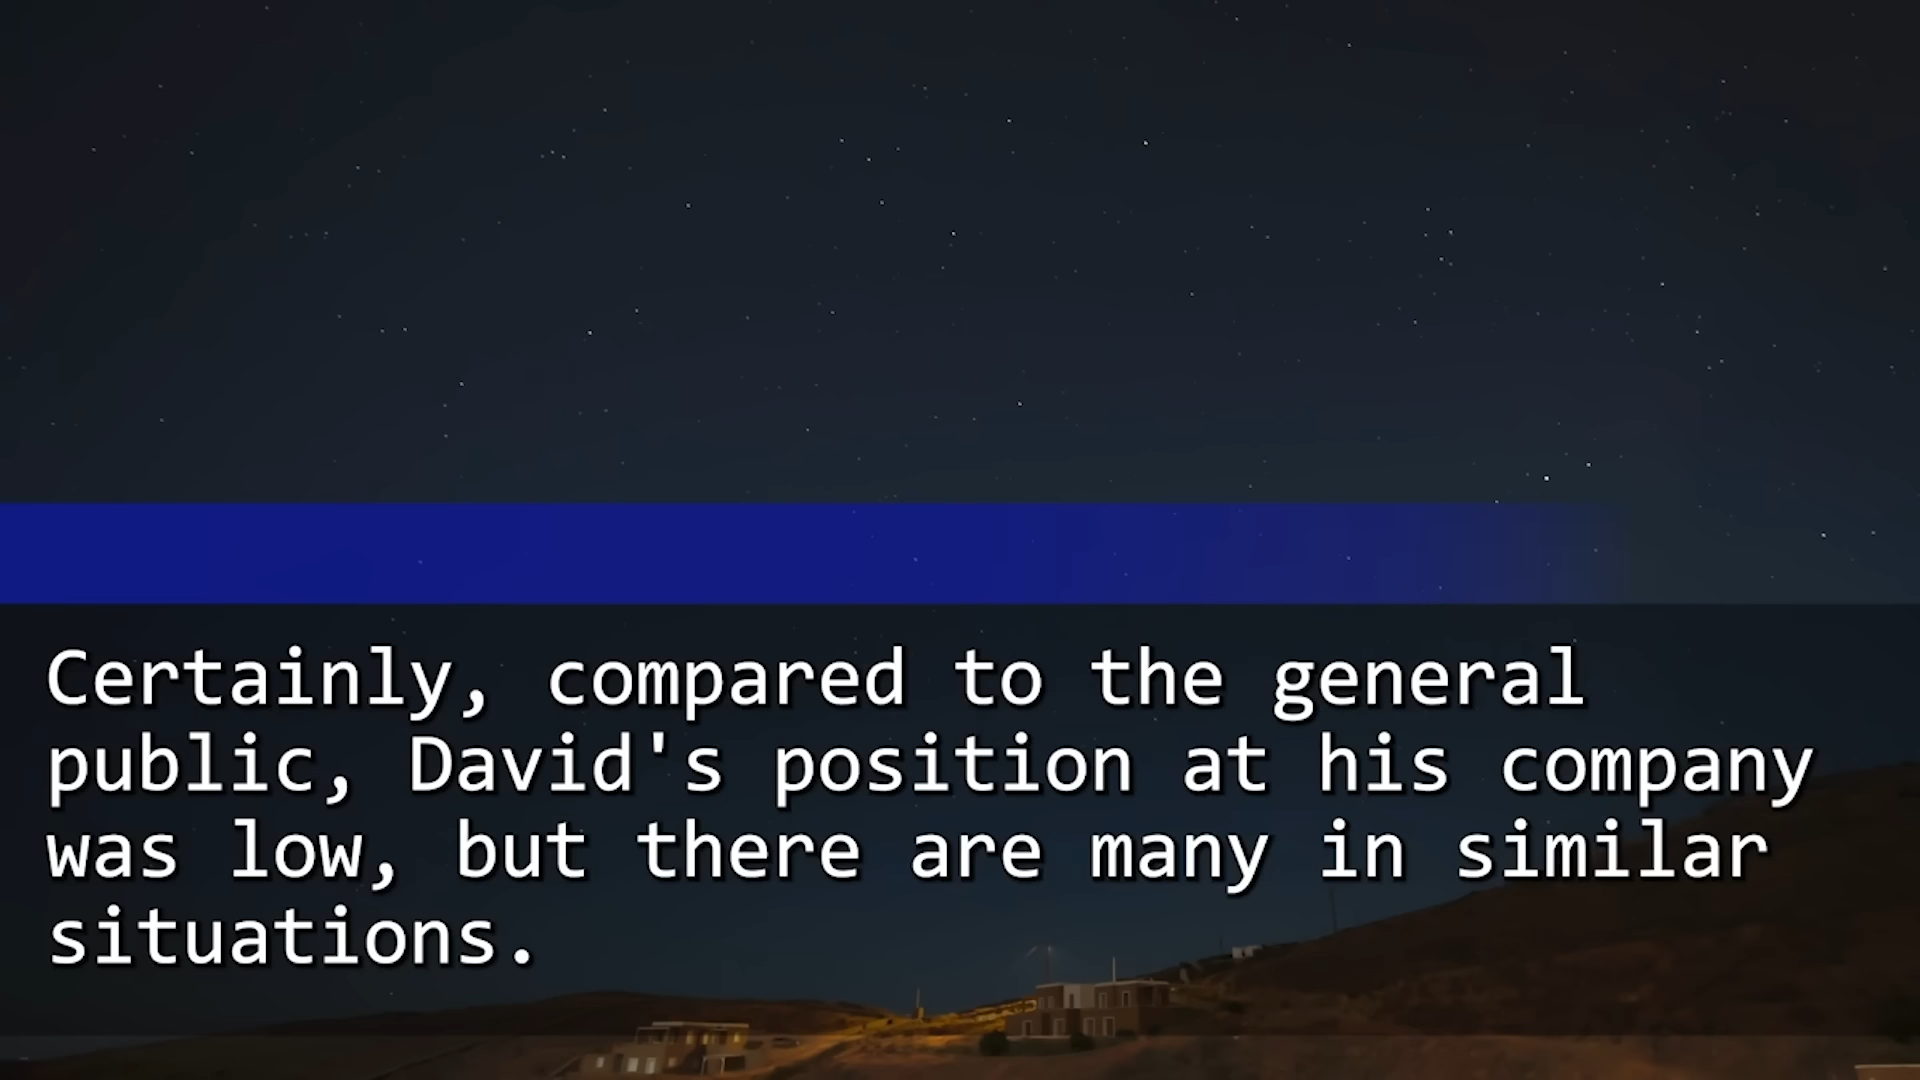 Certainly, compared to the general
public, David's position at his company
was low, but there are many in similar
situations.